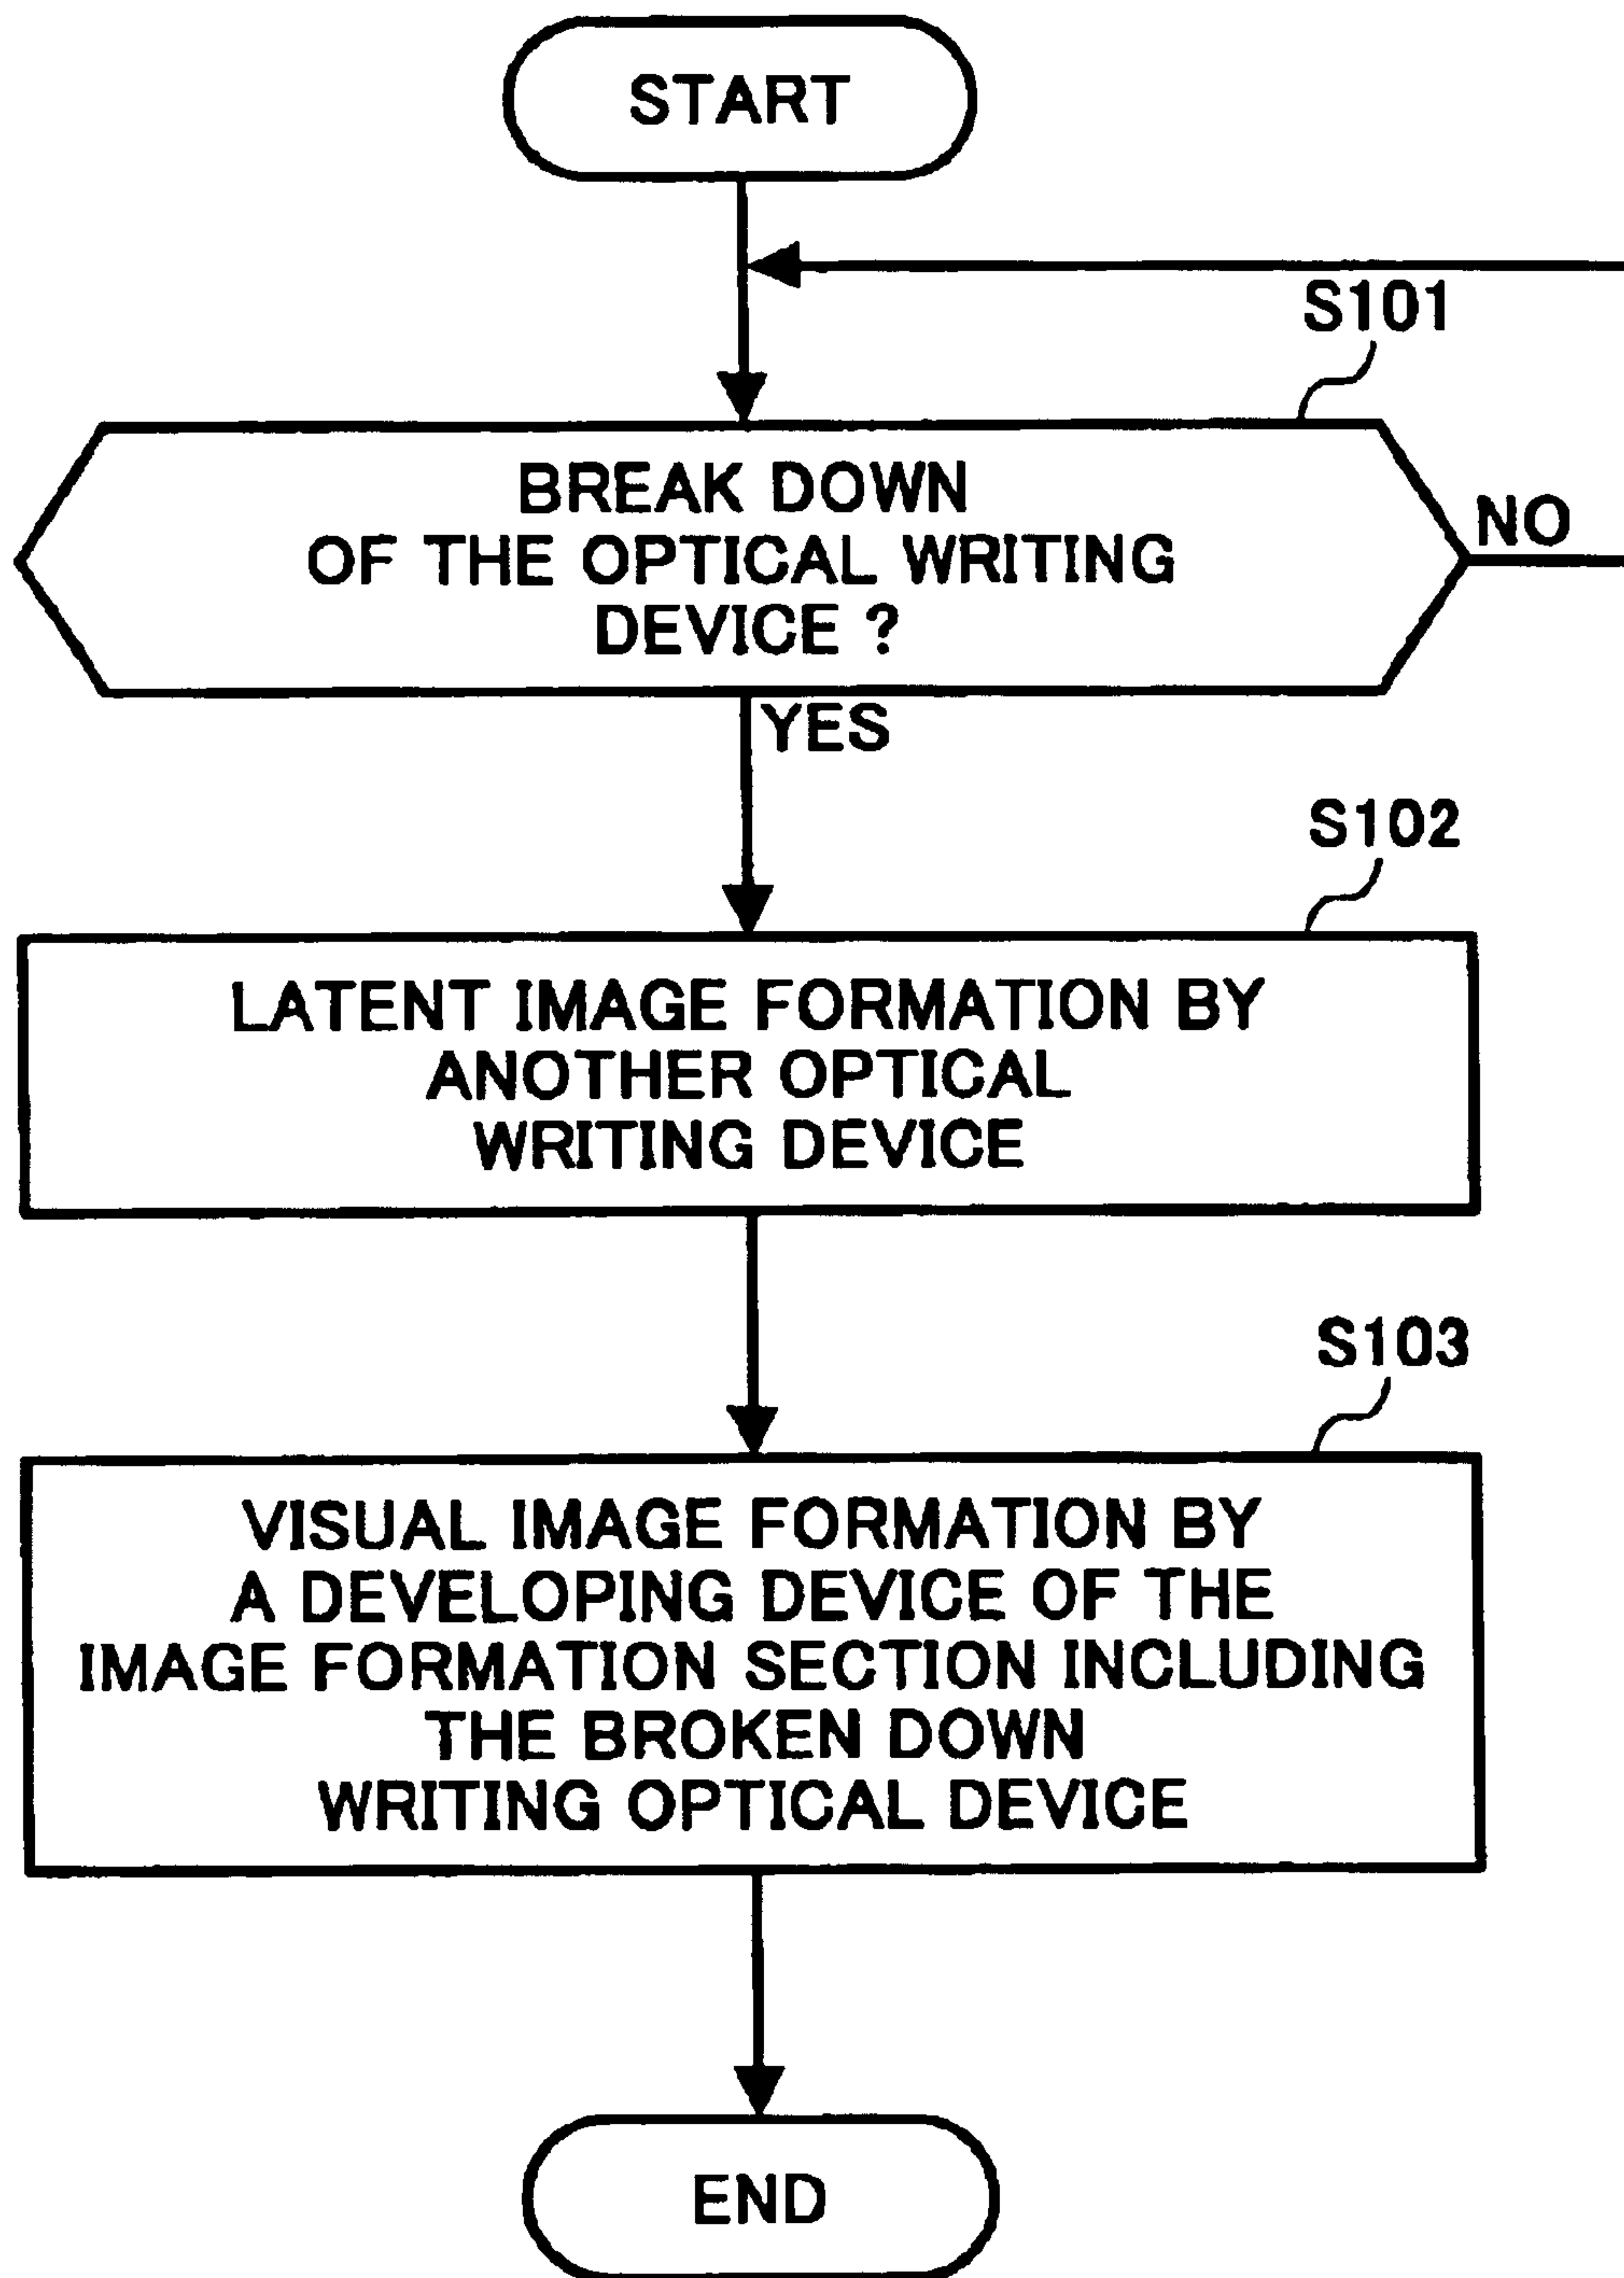 START
S101
BREAK DOWN
OF THE OPTICAL WRITING
DEVICE ?
NO
YES
S102
LATENT IMAGE FORMATION BY
ANOTHER OPTICAL
WRITING DEVICE
S103
VISUAL IMAGE FORMATION BY
A DEVELOPING DEVICE OF THE
IMAGE FORMATION SECTION INCLUDING
THE BROKEN DOWN
WRITING OPTICAL DEVICE
END